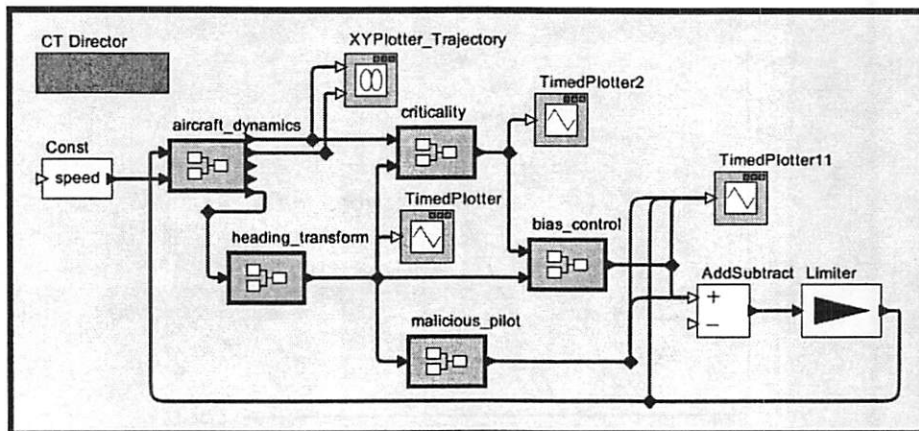 CT Director
XYPlotter_Trajectory
TimedPlotter2
aircraft_dynamics
criticality
Const
speed
TimedPlotter11
TimedPlotter
heading_transform
bias_control
AddSubtract
Limiter
+
–
malicious_pilot